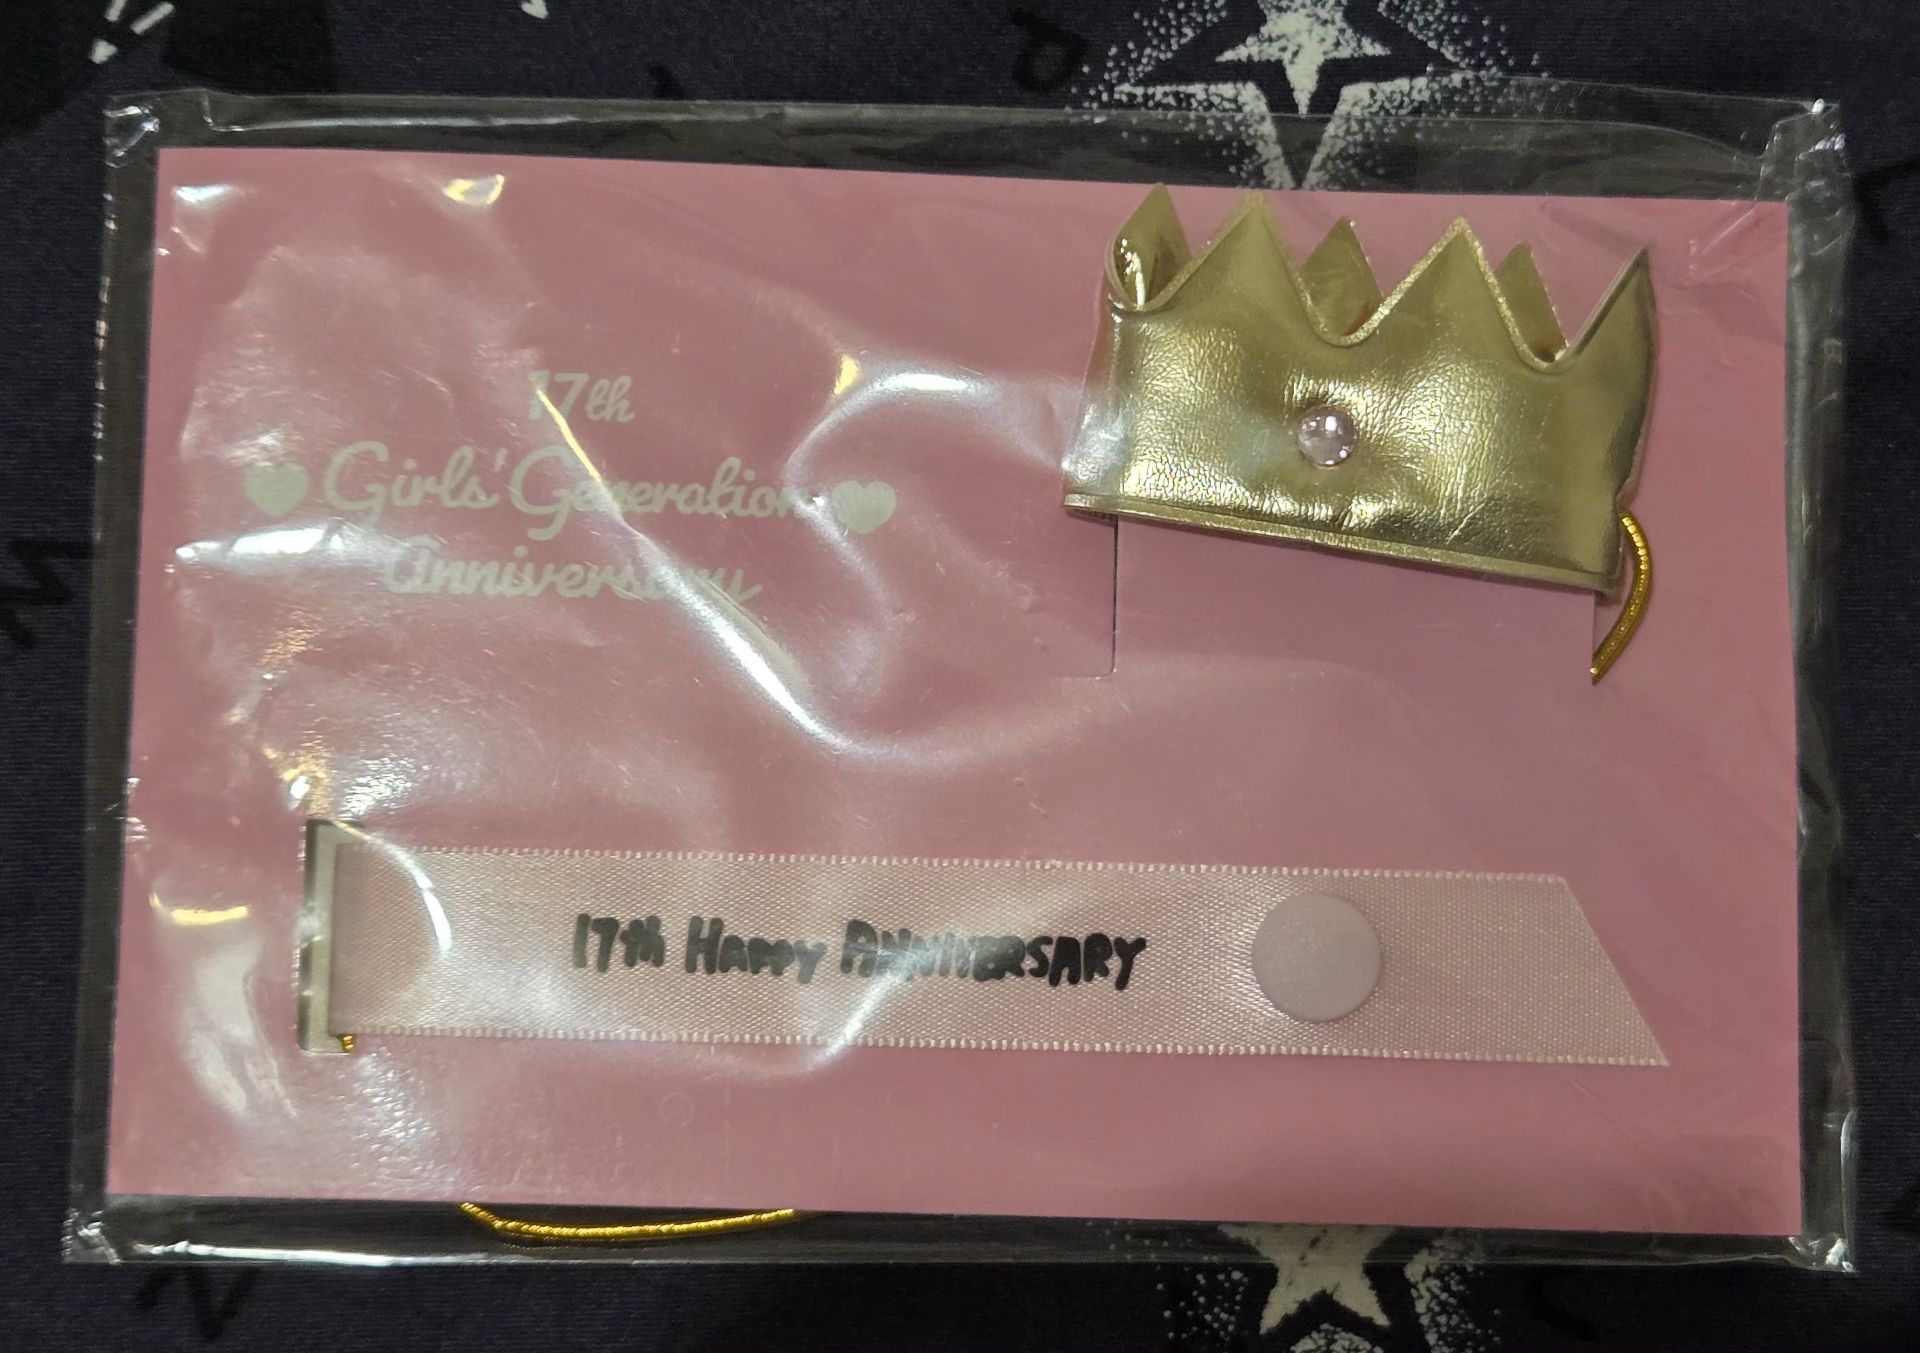 17th
Girls' Generation
Anniversary
17th HAPPY ANNIVERSARY